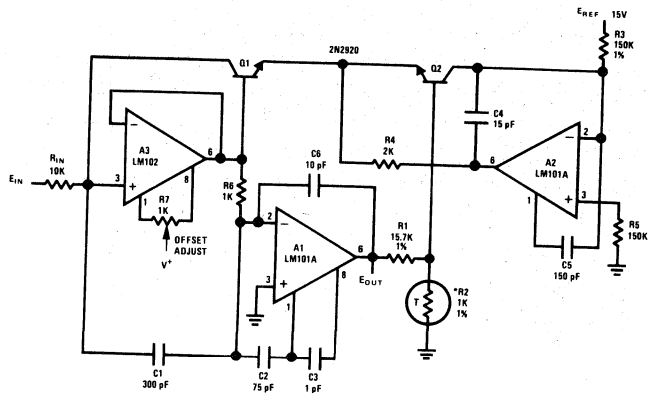 EREF 15V
R3
150K
1%
2N2920
Q1
Q2
C4
15 pF
A3
LM102
−
+
6
3
1
8
RIN
10K
EIN
R7
1K
OFFSET
ADJUST
V+
R6
1K
C6
10 pF
R4
2K
6
A2
LM101A
−
+
2
3
1
R5
150K
C5
150 pF
2
−
A1
LM101A
6
8
3
+
1
R1
15.7K
1%
EOUT
T
*R2
1K
1%
C1
300 pF
C2
75 pF
C3
1 pF